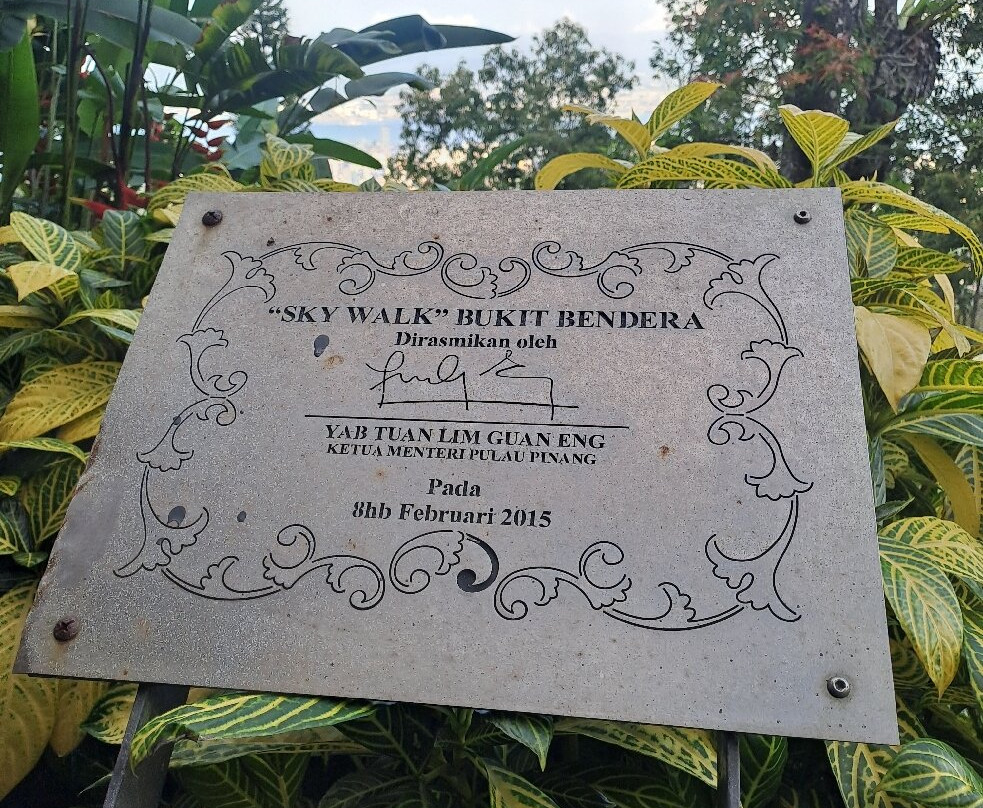 “SKY WALK” BUKIT BENDERA
Dirasmikan oleh
YAB TUAN LIM GUAN ENG
KETUA MENTERI PULAU PINANG
Pada
8hb Februari 2015